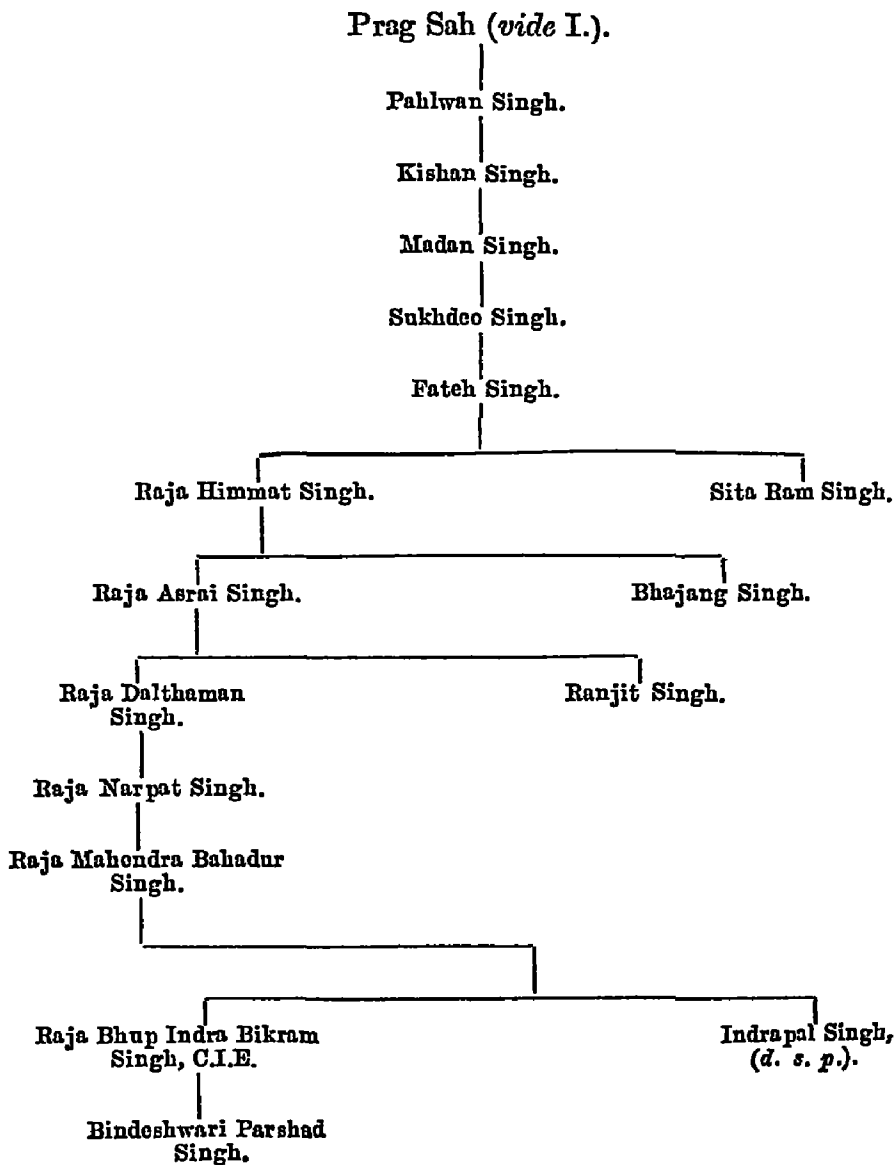 Prag Sah (vide I.).
Pahlwan Singh.
Kishan Singh.
Madan Singh.
Sukhdeo Singh.
Fateh Singh.
Raja Himmat Singh. Sita Ram Singh.
Raja Asrai Singh. Bhajang Singh.
Raja Dalthaman Ranjit Singh.
Singh.
Raja Narpat Singh.
Raja Mahendra Bahadur
Singh.
Raja Bhup Indra Bikram Indrapal Singh,
Singh, C.I.E. (d. s. p.).
Bindeshwari Parshad
Singh.